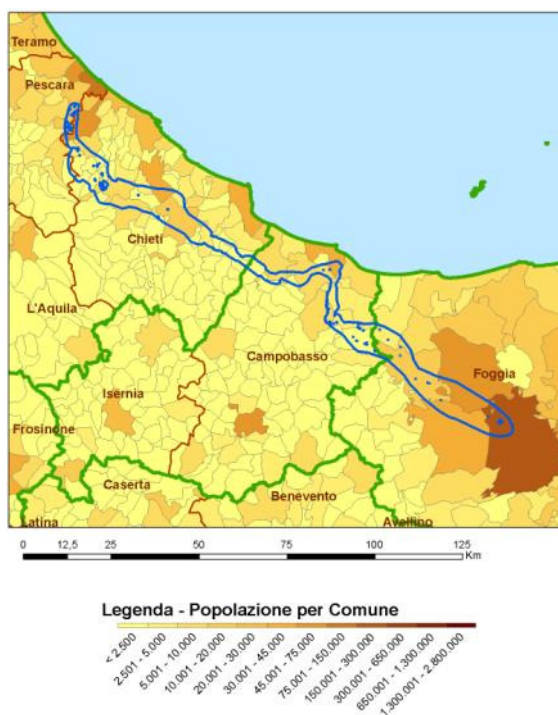 Teramo
Pescara
Chieti
L'Aquila
Campobasso
Foggia
Isernia
Frosinone
Caserta
Benevento
Latina
Avellino
0 12,5 25 50 75 100 125
Km
Legenda - Popolazione per Comune
< 2.500
2.501 - 5.000
5.001 - 10.000
10.001 - 20.000
20.001 - 30.000
30.001 - 45.000
45.001 - 75.000
75.001 - 150.000
150.001 - 300.000
300.001 - 650.000
650.001 - 1.300.000
1.300.001 - 2.800.000